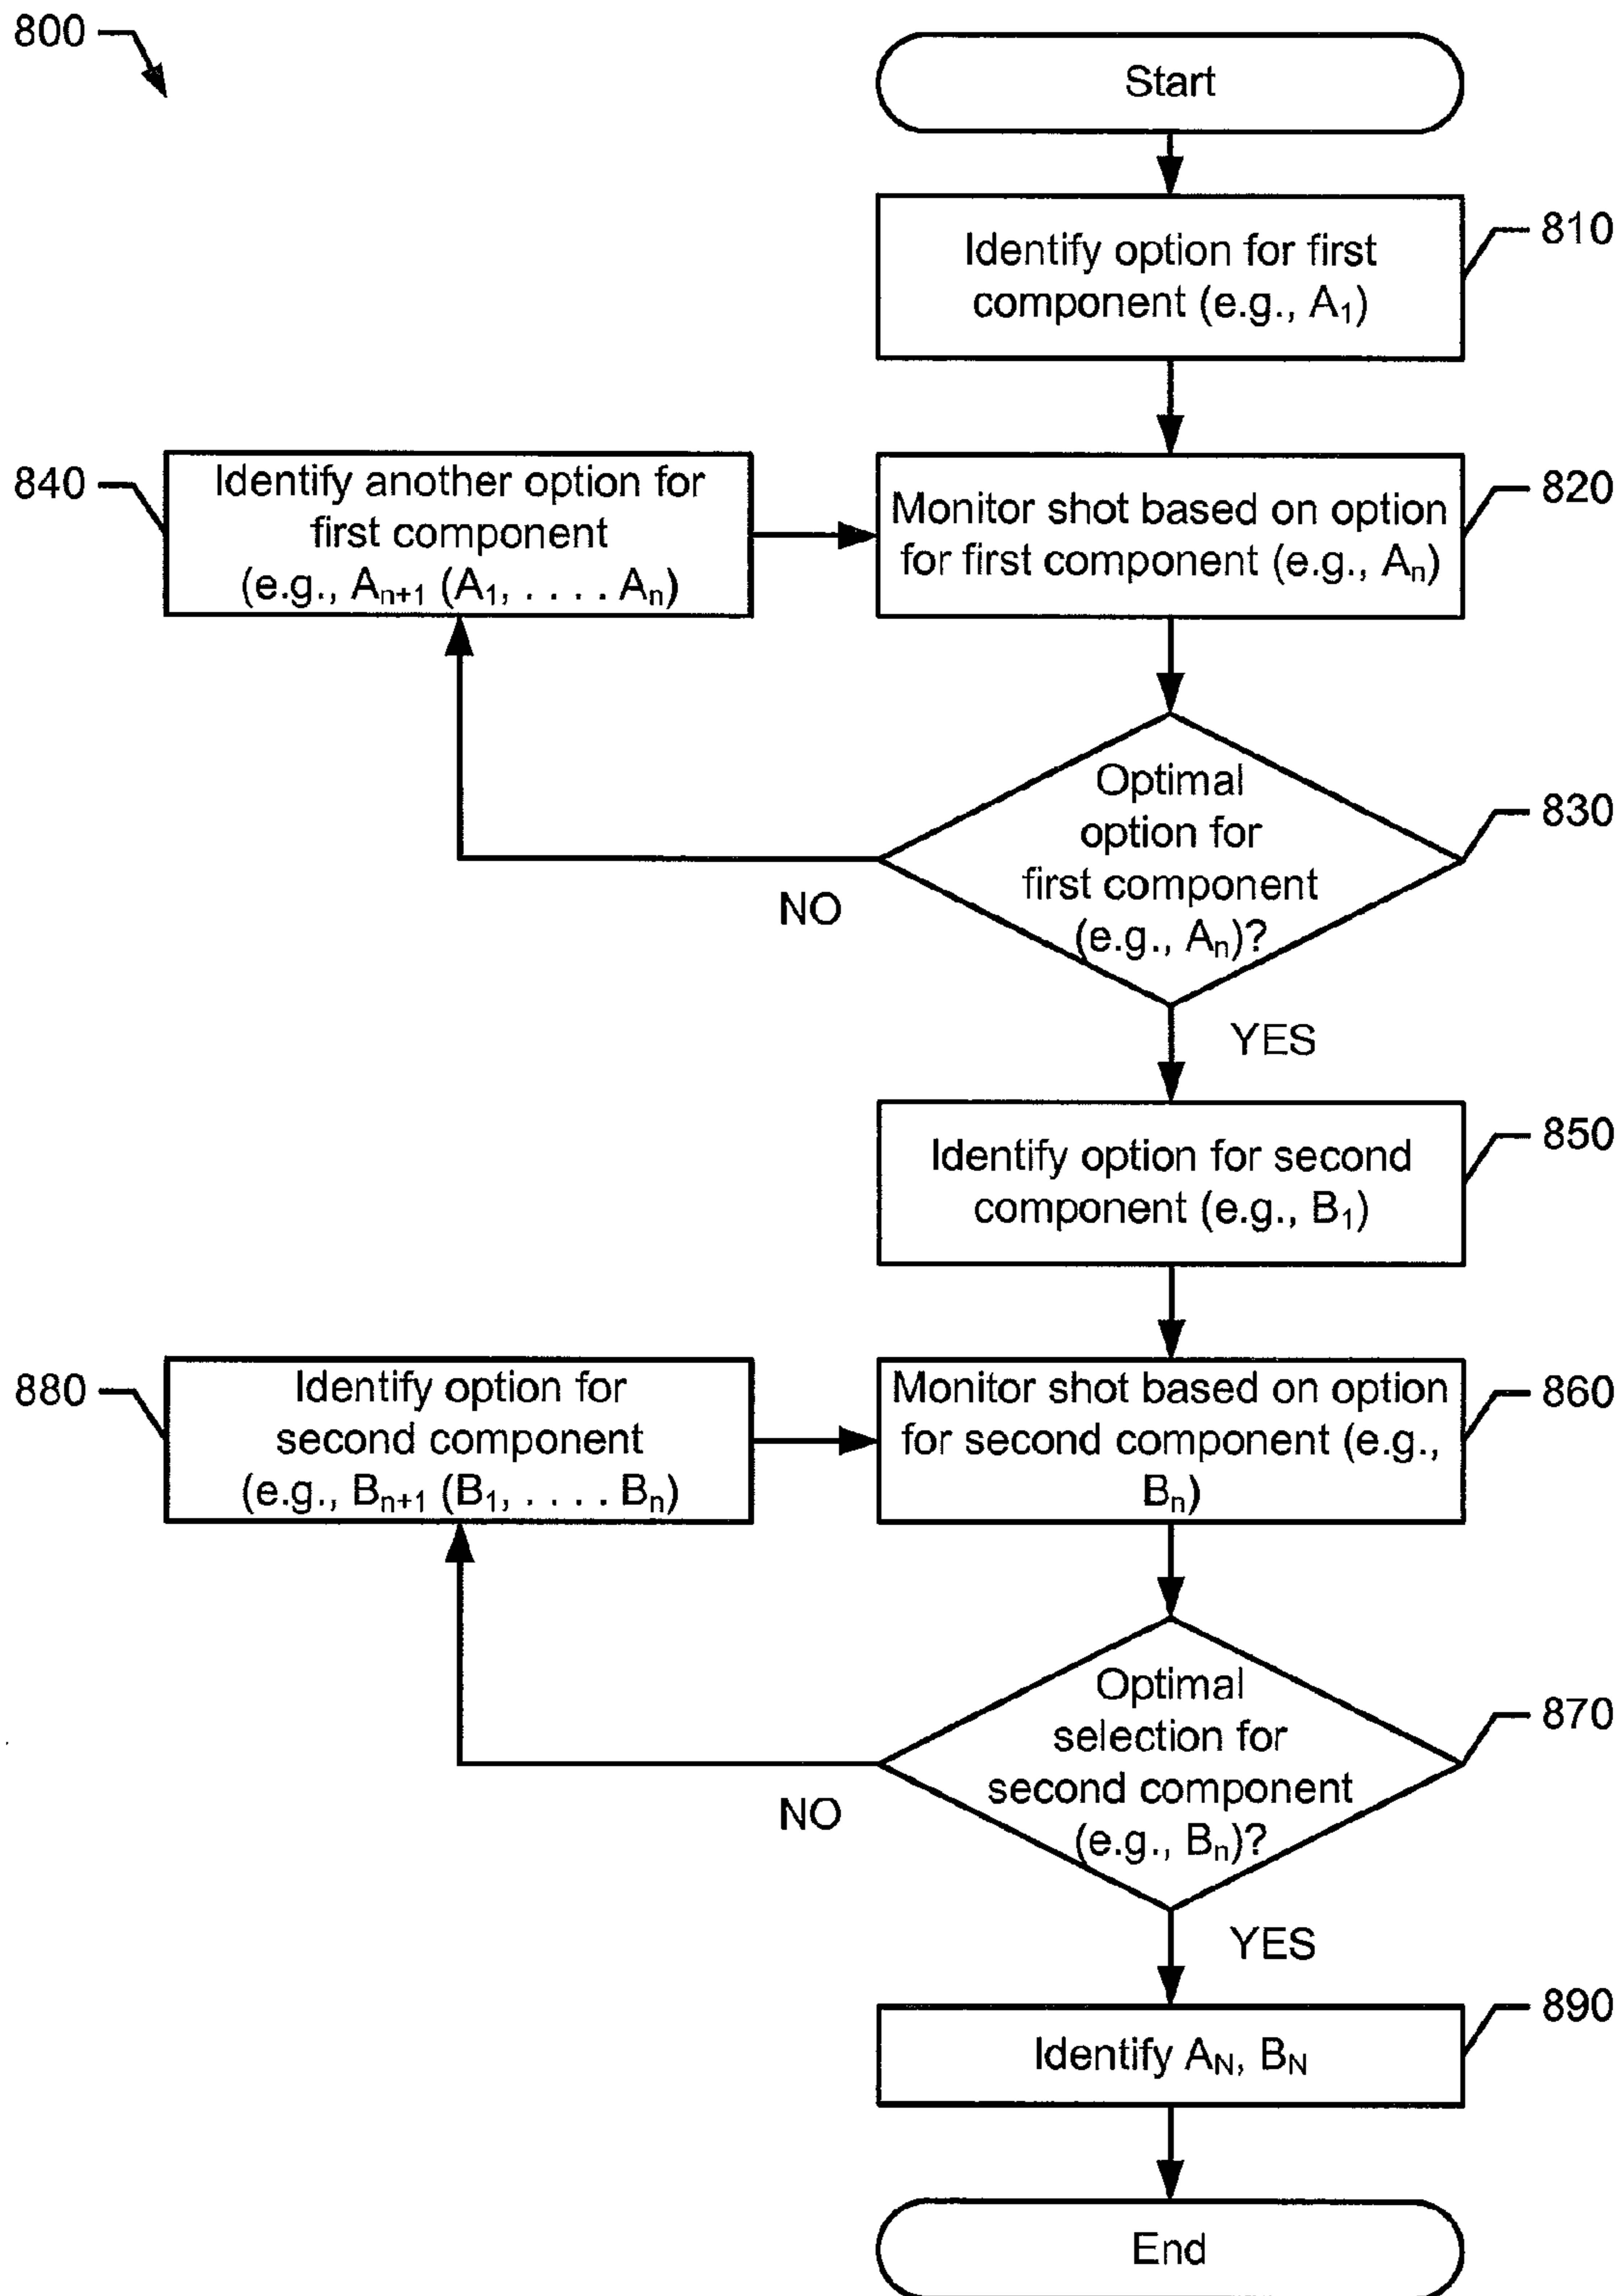 800
Start
Identify option for first
component (e.g., A₁)
810
840
Identify another option for
first component
(e.g., Aₙ₊₁ (A₁, . . . . Aₙ)
Monitor shot based on option
for first component (e.g., Aₙ)
820
Optimal
option for
first component
(e.g., Aₙ)?
830
NO
YES
Identify option for second
component (e.g., B₁)
850
880
Identify option for
second component
(e.g., Bₙ₊₁ (B₁, . . . . Bₙ)
Monitor shot based on option
for second component (e.g.,
Bₙ)
860
Optimal
selection for
second component
(e.g., Bₙ)?
870
NO
YES
Identify A_N, B_N
890
End